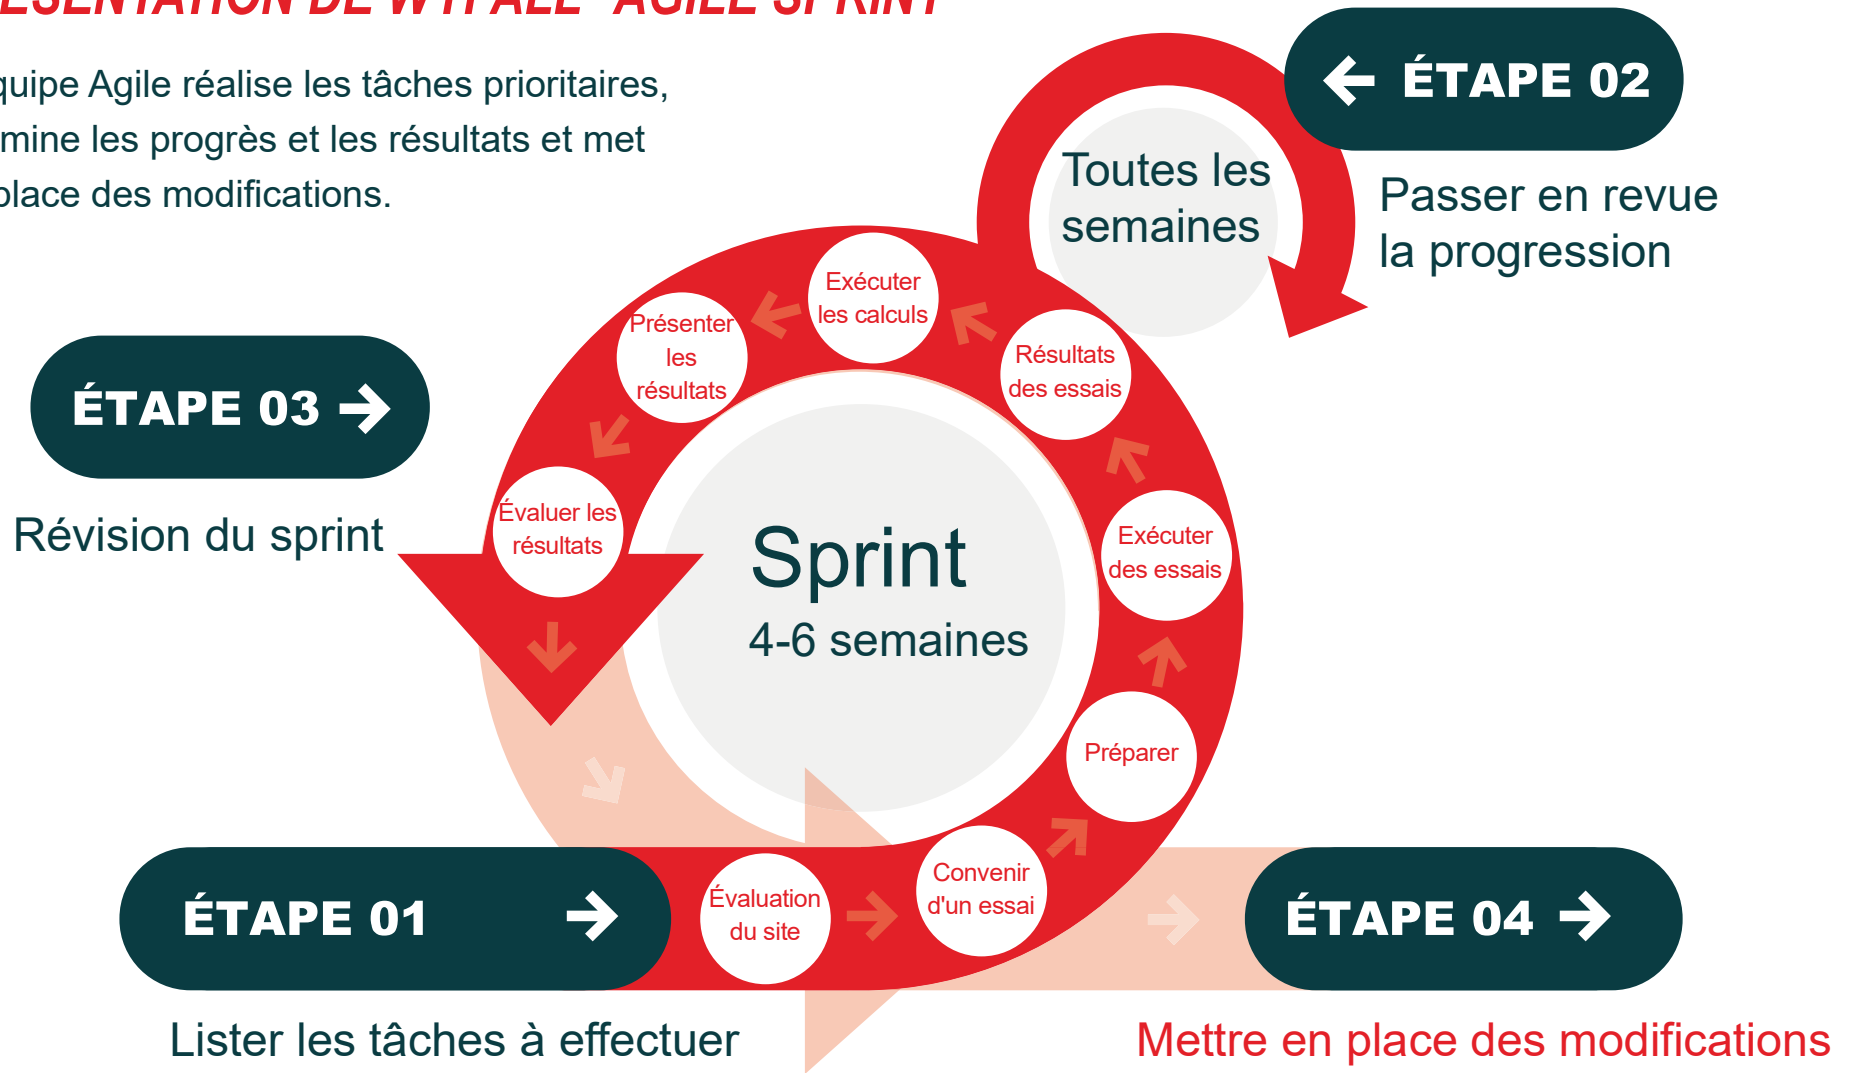 DE
AGILE SPRINT
quipe Agile réalise les tâches prioritaires,
mine les progrès et les résultats et met
place des modifications.
ÉTAPE 02
Passer en revue
la progression
Toutes les
semaines
Exécuter
les calculs
Présenter
les
résultats
Résultats
des essais
ÉTAPE 03
Révision du sprint
Évaluer les
résultats
Exécuter
des essais
Sprint
4-6 semaines
Préparer
ÉTAPE 01
Évaluation
du site
Convenir
d'un essai
ÉTAPE 04
Lister les tâches à effectuer
Mettre en place des modifications